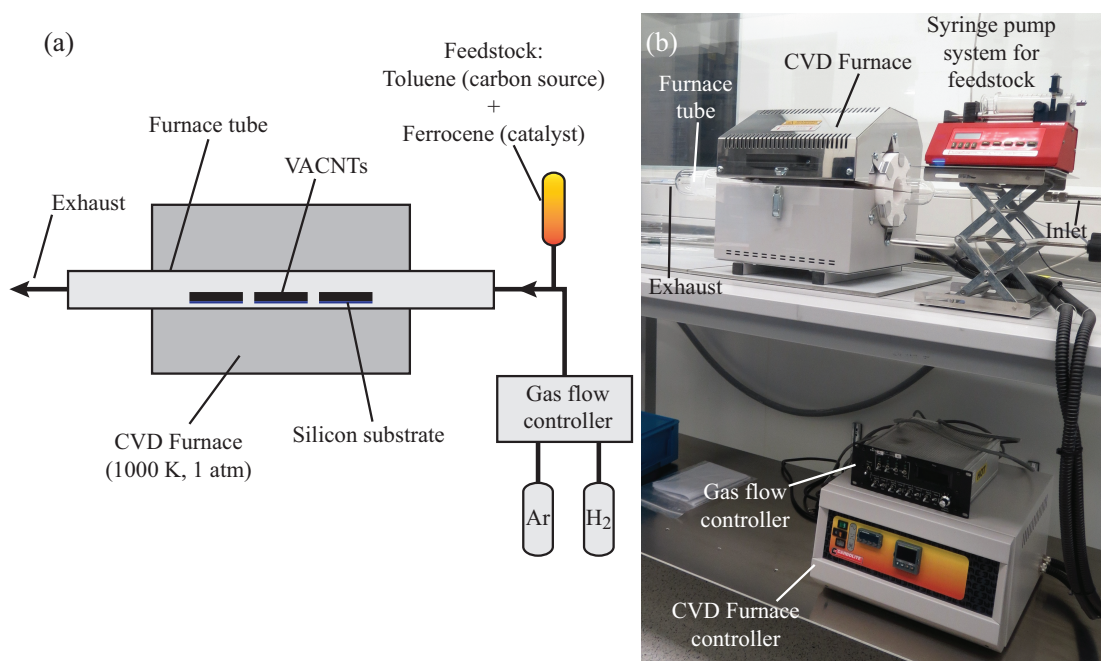 (a)
Feedstock:
Toluene (carbon source)
+
Ferrocene (catalyst)
Furnace tube
VACNTs
Exhaust
Gas flow
controller
Silicon substrate
CVD Furnace
(1000 K, 1 atm)
Ar
H2
(b)
Syringe pump
system for
feedstock
CVD Furnace
Furnace
tube
Inlet
Exhaust
Gas flow
controller
CVD Furnace
controller